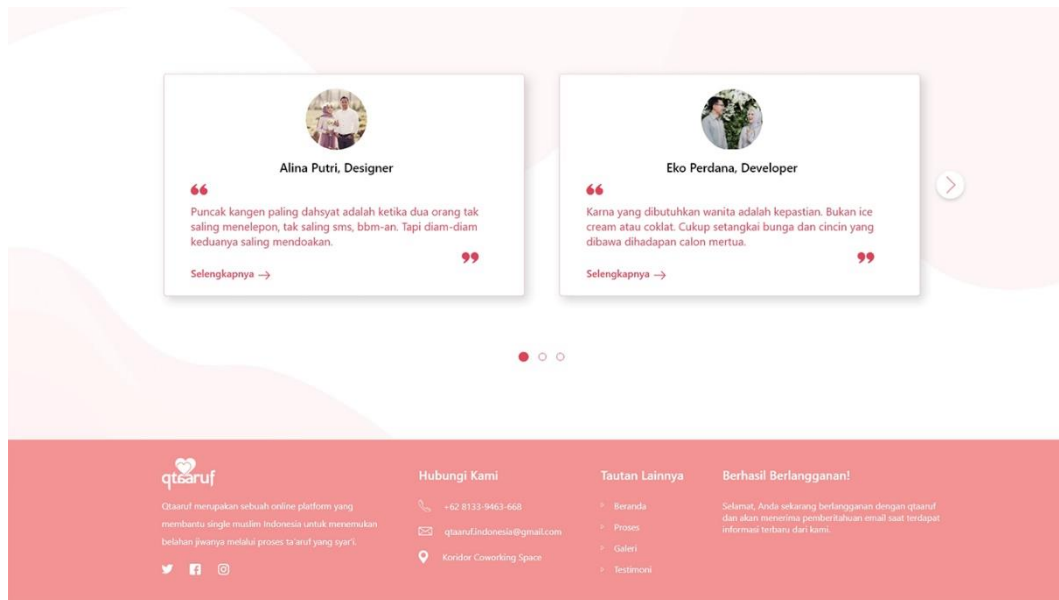 Alina Putri, Designer
Puncak kangen paling dahsyat adalah ketika dua orang tak
saling menelepon, tak saling sms, bbm-an. Tapi diam-diam
keduanya saling mendoakan.
Selengkapnya →
Eko Perdana, Developer
Karna yang dibutuhkan wanita adalah kepastian. Bukan ice
cream atau coklat. Cukup setangkai bunga dan cincin yang
dibawa dihadapan calon mertua.
Selengkapnya →
qtaaruf
Qtaaruf merupakan sebuah online platform yang
membantu single muslim Indonesia untuk menemukan
belahan jiwanya melalui proses ta'aruf yang syar'i.
Hubungi Kami
+62 8133-9463-668
qtaaruf.indonesia@gmail.com
Koridor Coworking Space
Tautan Lainnya
> Beranda
> Proses
> Galeri
> Testimoni
Berhasil Berlangganan!
Selamat, Anda sekarang berlangganan dengan qtaaruf
dan akan menerima pemberitahuan email saat terdapat
informasi terbaru dari kami.